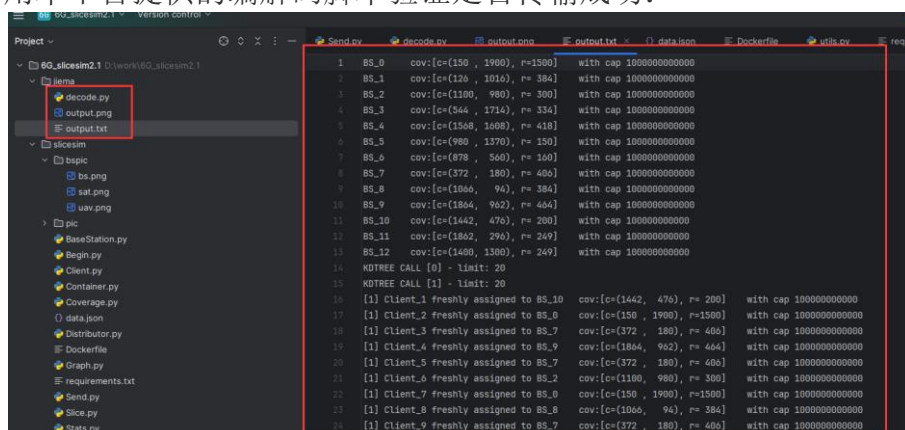 6G 6G_slicesim2.1 Version control
Project
Send.py decode.py output.png output.txt data.json Dockerfile utils.py req
6G_slicesim2.1 D:\work\6G_slicesim2.1
jiema
decode.py
output.png
output.txt
slicesim
bspic
bs.png
sat.png
uav.png
pic
BaseStation.py
Begin.py
Client.py
Container.py
Coverage.py
data.json
Distributor.py
Dockerfile
Graph.py
requirements.txt
Send.py
Slice.py
Stats.py
1 BS_0 cov:[c=(150 , 1900), r=1500] with cap 1000000000000
2 BS_1 cov:[c=(126 , 1016), r= 384] with cap 1000000000000
3 BS_2 cov:[c=(1100, 980), r= 300] with cap 1000000000000
4 BS_3 cov:[c=(544 , 1714), r= 334] with cap 1000000000000
5 BS_4 cov:[c=(1568, 1608), r= 418] with cap 1000000000000
6 BS_5 cov:[c=(980 , 1370), r= 150] with cap 1000000000000
7 BS_6 cov:[c=(878 , 560), r= 160] with cap 1000000000000
8 BS_7 cov:[c=(372 , 180), r= 406] with cap 1000000000000
9 BS_8 cov:[c=(1066, 94), r= 384] with cap 1000000000000
10 BS_9 cov:[c=(1864, 962), r= 464] with cap 1000000000000
11 BS_10 cov:[c=(1442, 476), r= 200] with cap 100000000000
12 BS_11 cov:[c=(1862, 296), r= 249] with cap 100000000000
13 BS_12 cov:[c=(1400, 1300), r= 249] with cap 100000000000
14 KDTREE CALL [0] - limit: 20
15 KDTREE CALL [1] - limit: 20
16 [1] Client_1 freshly assigned to BS_10 cov:[c=(1442, 476), r= 200] with cap 100000000000
17 [1] Client_2 freshly assigned to BS_0 cov:[c=(150 , 1900), r=1500] with cap 1000000000000
18 [1] Client_3 freshly assigned to BS_7 cov:[c=(372 , 180), r= 406] with cap 1000000000000
19 [1] Client_4 freshly assigned to BS_9 cov:[c=(1864, 962), r= 464] with cap 1000000000000
20 [1] Client_5 freshly assigned to BS_7 cov:[c=(372 , 180), r= 406] with cap 1000000000000
21 [1] Client_6 freshly assigned to BS_2 cov:[c=(1100, 980), r= 300] with cap 1000000000000
22 [1] Client_7 freshly assigned to BS_0 cov:[c=(150 , 1900), r=1500] with cap 1000000000000
23 [1] Client_8 freshly assigned to BS_8 cov:[c=(1066, 94), r= 384] with cap 1000000000000
24 [1] Client_9 freshly assigned to BS_7 cov:[c=(372 , 180), r= 406] with cap 1000000000000